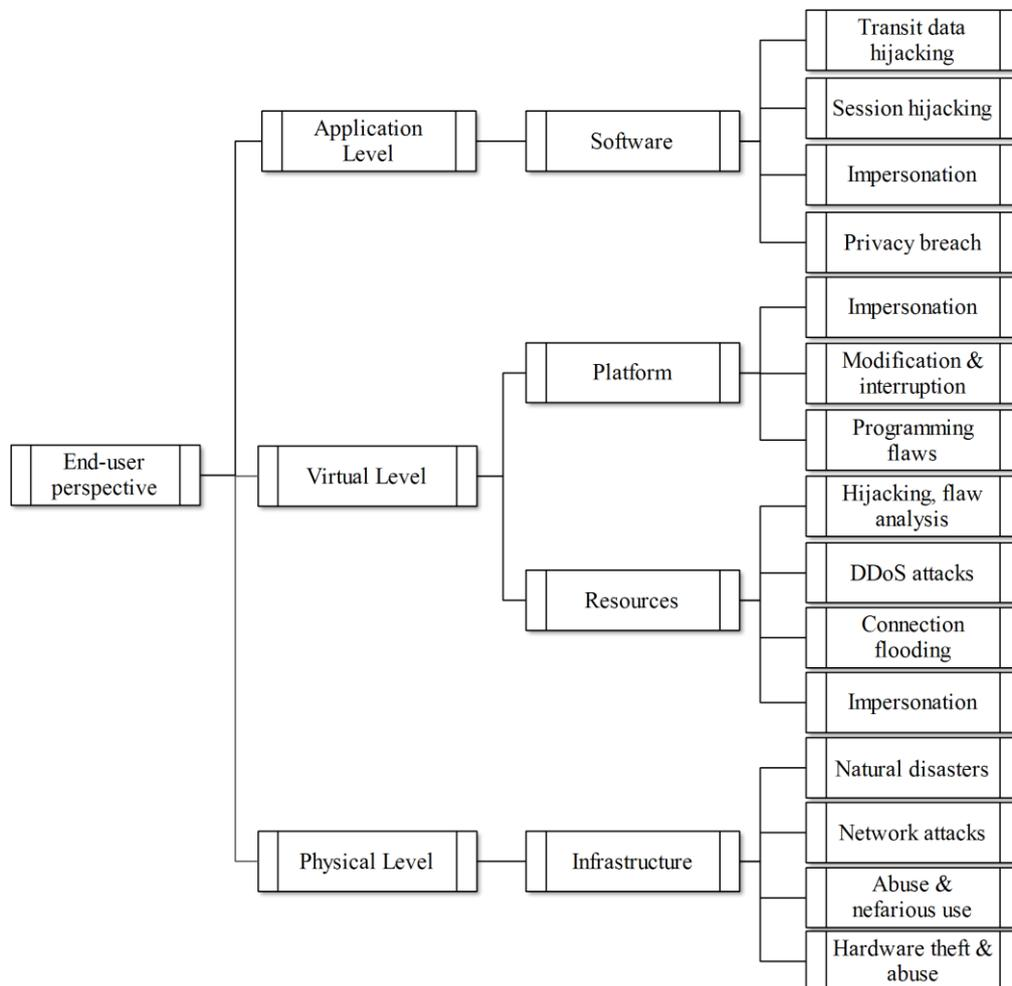 Transit data
hijacking
Session hijacking
Application
Level
Software
Impersonation
Privacy breach
Impersonation
Platform
Modification &
interruption
Programming
flaws
End-user
perspective
Virtual Level
Hijacking, flaw
analysis
DDoS attacks
Resources
Connection
flooding
Impersonation
Natural disasters
Network attacks
Physical Level
Infrastructure
Abuse &
nefarious use
Hardware theft &
abuse